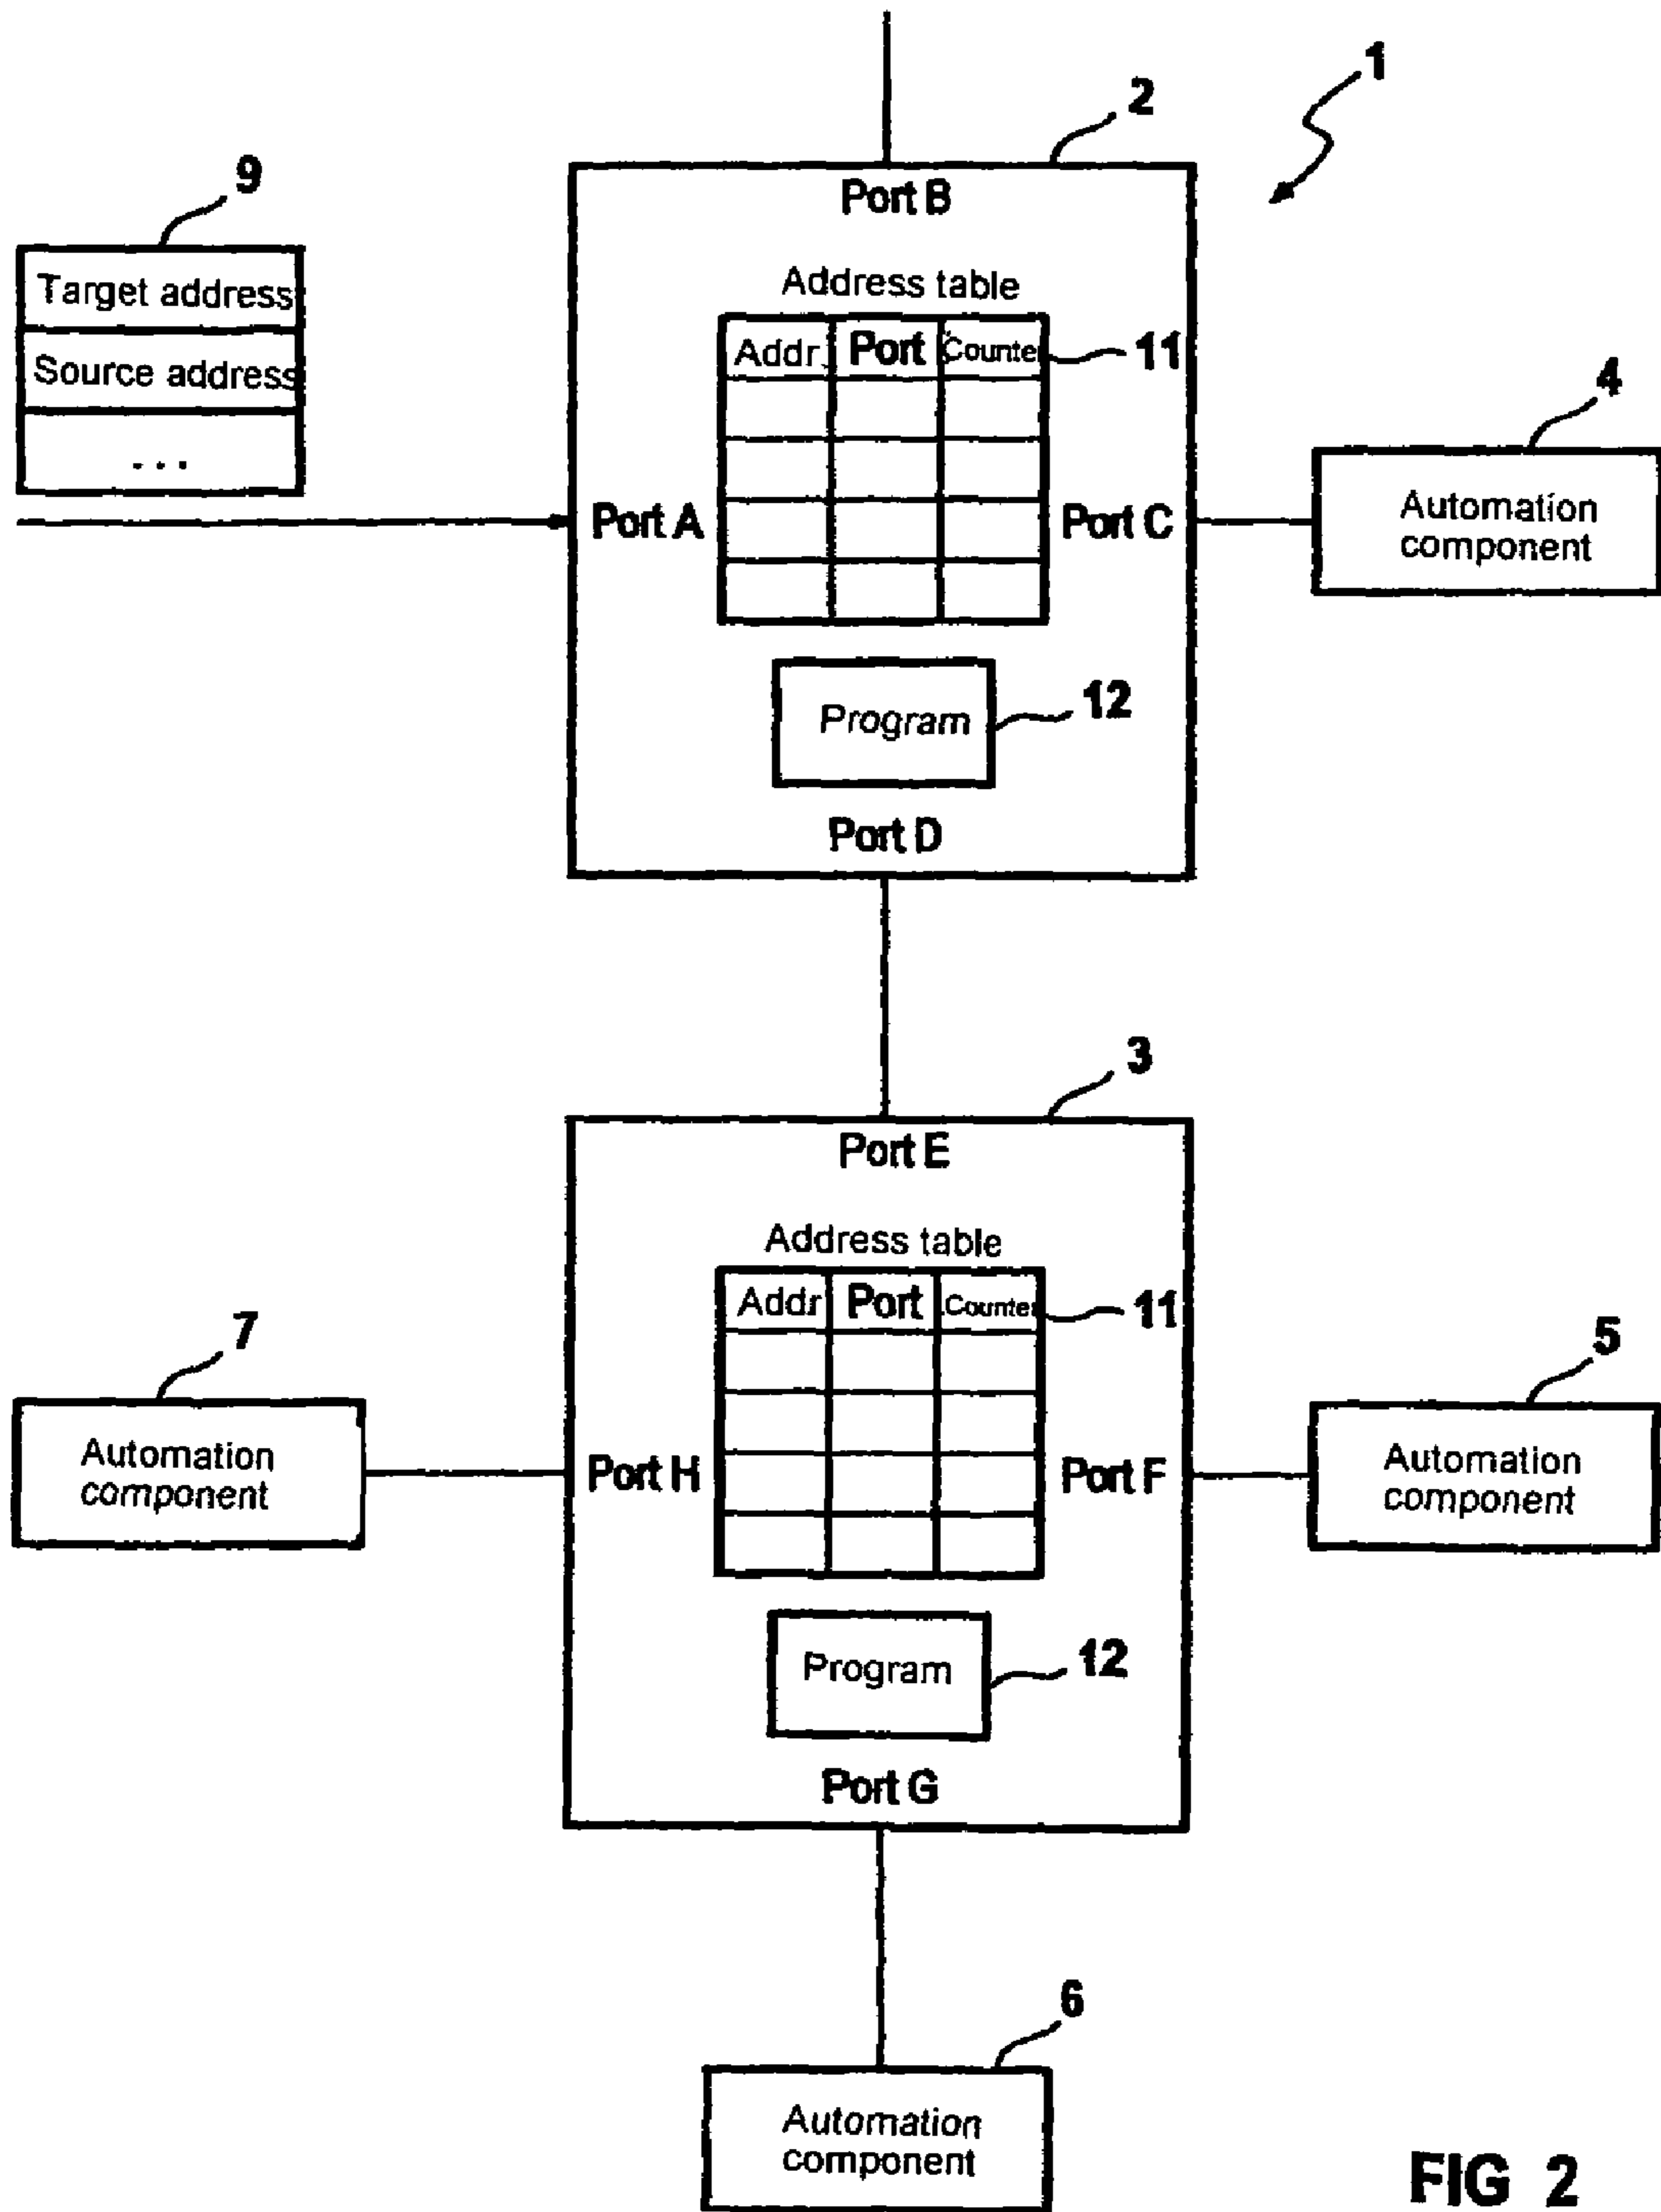 1
2
Port B
9
Target address
Source address
...
Address table
Addr. Port Counter
11
4
Port A
Port C
Automation
component
Program
12
Port D
3
Port E
Address table
Addr Port Counter
11
7
5
Automation
component
Port H
Port F
Automation
component
Program
12
Port G
6
Automation
component
FIG 2